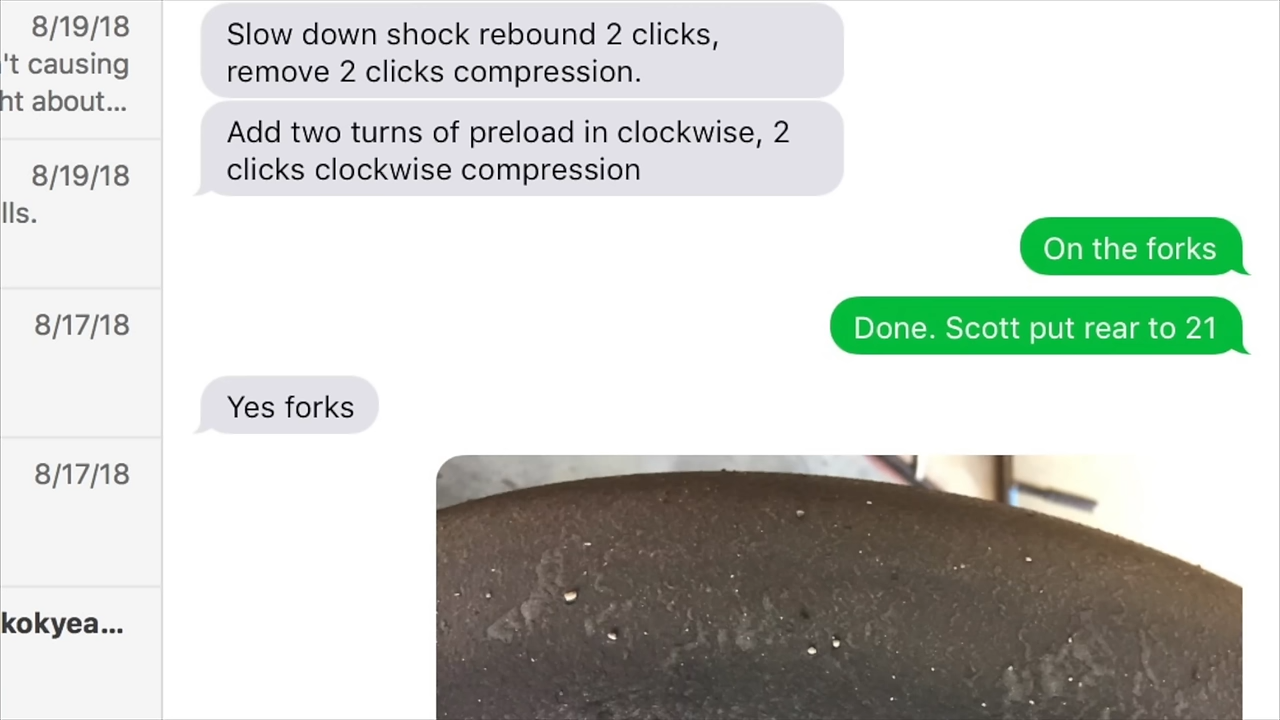 8/19/18
't causing
ht about...
8/19/18
lls.
8/17/18
8/17/18
kokyea...
Slow down shock rebound 2 clicks,
remove 2 clicks compression.
Add two turns of preload in clockwise, 2
clicks clockwise compression
On the forks
Done. Scott put rear to 21
Yes forks